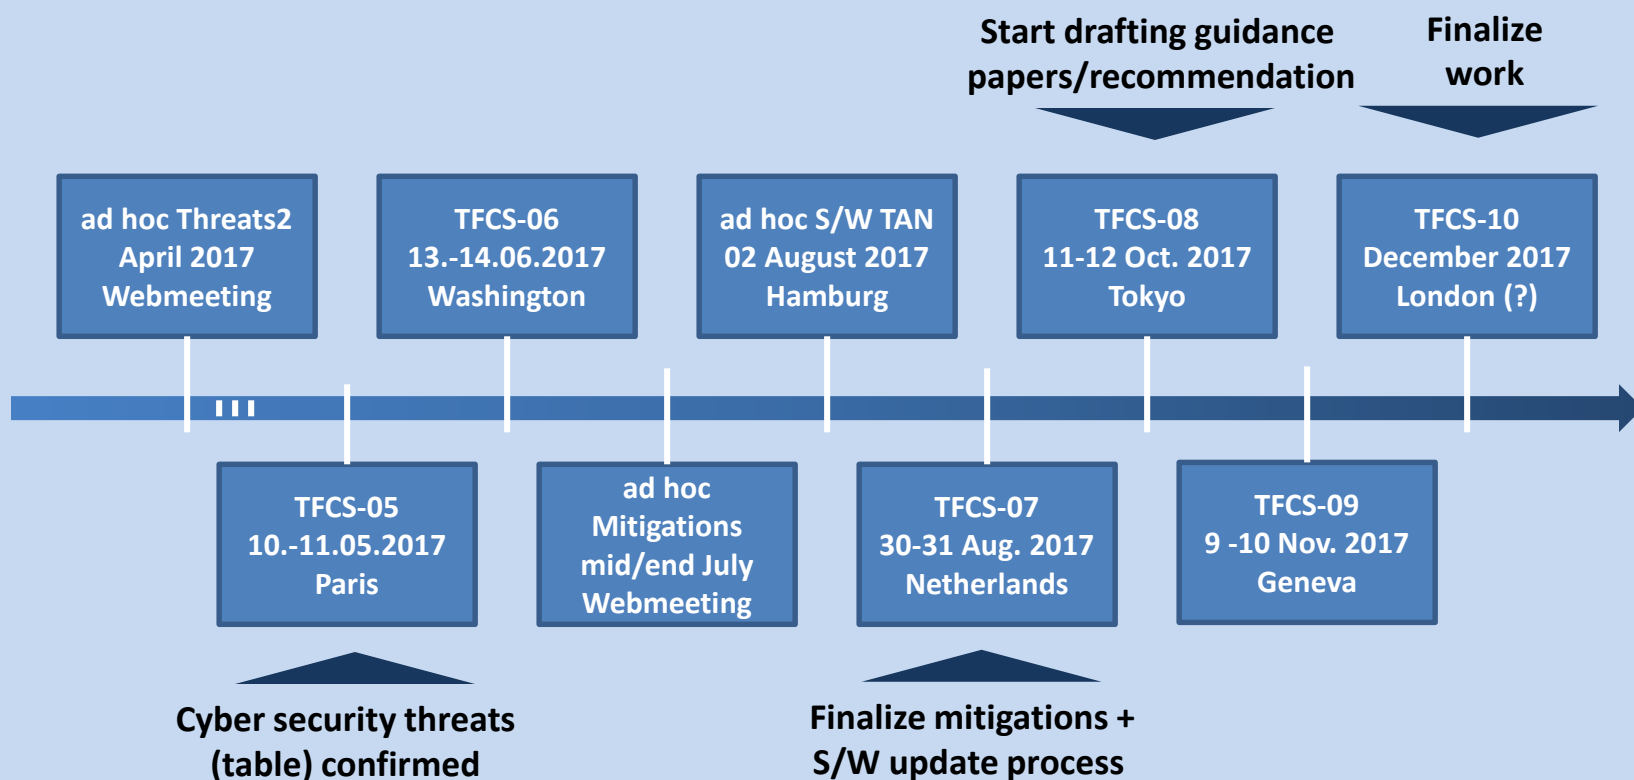 Start drafting guidance
papers/recommendation
Finalize
work
ad hoc Threats2
April 2017
Webmeeting
TFCS-06
13.-14.06.2017
Washington
ad hoc S/W TAN
02 August 2017
Hamburg
TFCS-08
11-12 Oct. 2017
Tokyo
TFCS-10
December 2017
London (?)
TFCS-05
10.-11.05.2017
Paris
ad hoc
Mitigations
mid/end July
Webmeeting
TFCS-07
30-31 Aug. 2017
Netherlands
TFCS-09
9 -10 Nov. 2017
Geneva
Cyber security threats
(table) confirmed
Finalize mitigations +
S/W update process